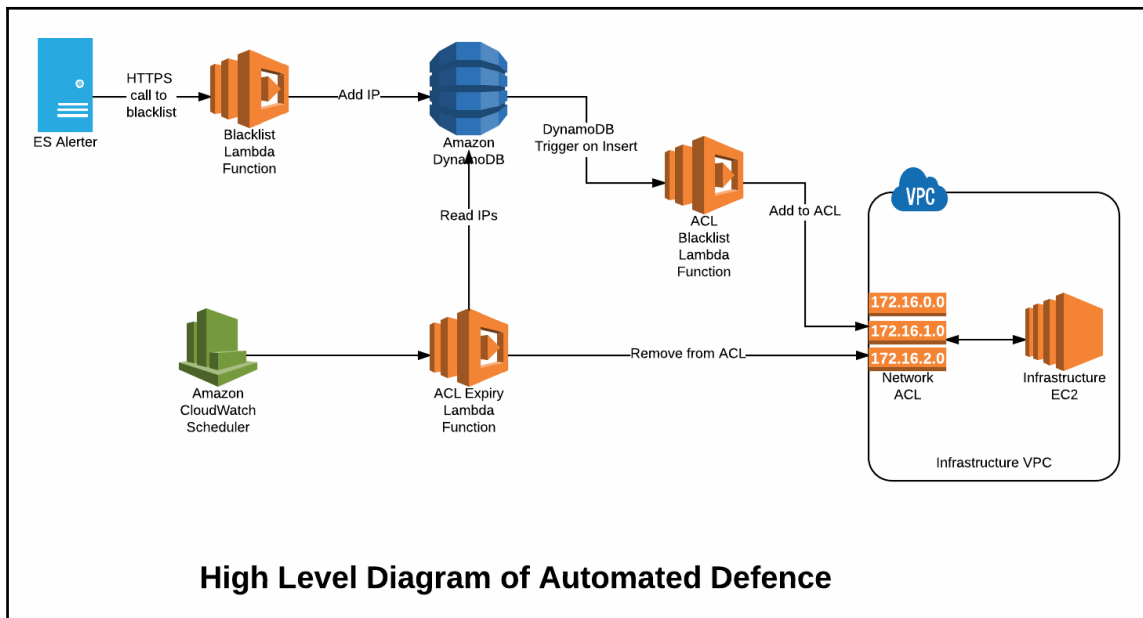 HTTPS
call to
blacklist
ES Alerter
Blacklist
Lambda
Function
Add IP
Amazon
DynamoDB
DynamoDB
Trigger on Insert
ACL
Blacklist
Lambda
Function
Add to ACL
VPC
Read IPs
Amazon
CloudWatch
Scheduler
ACL Expiry
Lambda
Function
Remove from ACL
172.16.0.0
172.16.1.0
172.16.2.0
Network
ACL
Infrastructure
EC2
Infrastructure VPC
High Level Diagram of Automated Defence